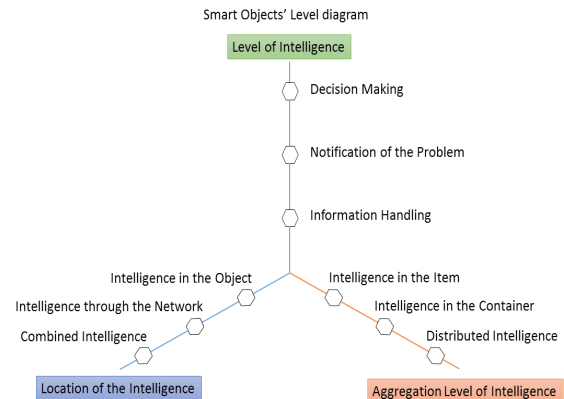 Smart Objects' Level diagram
Level of Intelligence
Decision Making
Notification of the Problem
Information Handling
Intelligence in the Object
Intelligence in the Item
Intelligence through the Network
Intelligence in the Container
Combined Intelligence
Distributed Intelligence
Location of the Intelligence
Aggregation Level of Intelligence